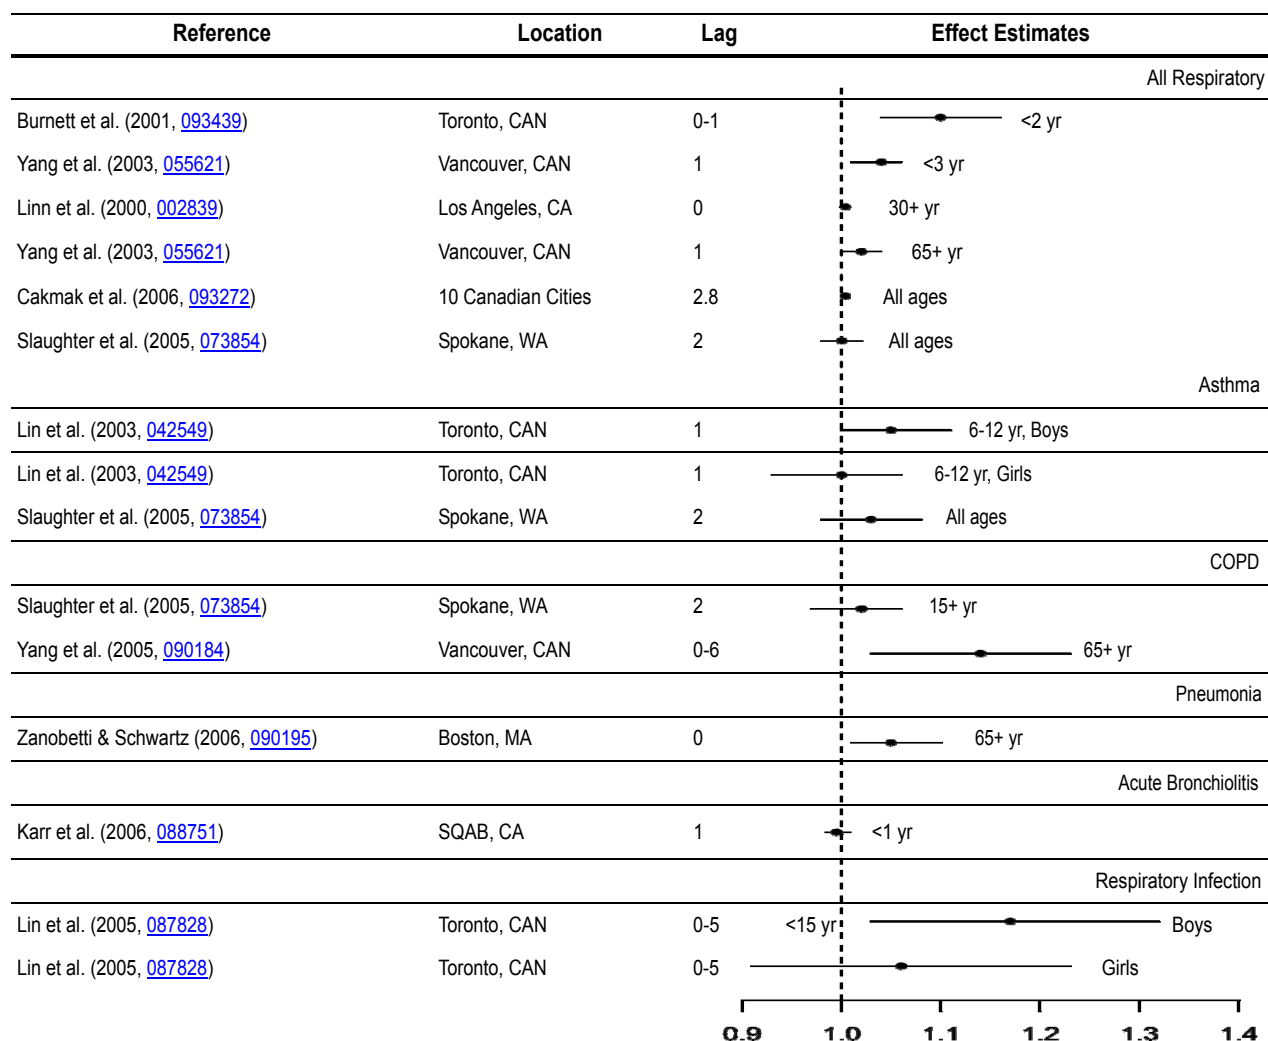 Reference Location Lag Effect Estimates
All Respiratory
Burnett et al. (2001, 093439) Toronto, CAN 0-1 <2 yr
Yang et al. (2003, 055621) Vancouver, CAN 1 <3 yr
Linn et al. (2000, 002839) Los Angeles, CA 0 30+ yr
Yang et al. (2003, 055621) Vancouver, CAN 1 65+ yr
Cakmak et al. (2006, 093272) 10 Canadian Cities 2.8 All ages
Slaughter et al. (2005, 073854) Spokane, WA 2 All ages
Asthma
Lin et al. (2003, 042549) Toronto, CAN 1 6-12 yr, Boys
Lin et al. (2003, 042549) Toronto, CAN 1 6-12 yr, Girls
Slaughter et al. (2005, 073854) Spokane, WA 2 All ages
COPD
Slaughter et al. (2005, 073854) Spokane, WA 2 15+ yr
Yang et al. (2005, 090184) Vancouver, CAN 0-6 65+ yr
Pneumonia
Zanobetti & Schwartz (2006, 090195) Boston, MA 0 65+ yr
Acute Bronchiolitis
Karr et al. (2006, 088751) SQAB, CA 1 <1 yr
Respiratory Infection
Lin et al. (2005, 087828) Toronto, CAN 0-5 <15 yr Boys
Lin et al. (2005, 087828) Toronto, CAN 0-5 Girls
0.9 1.0 1.1 1.2 1.3 1.4